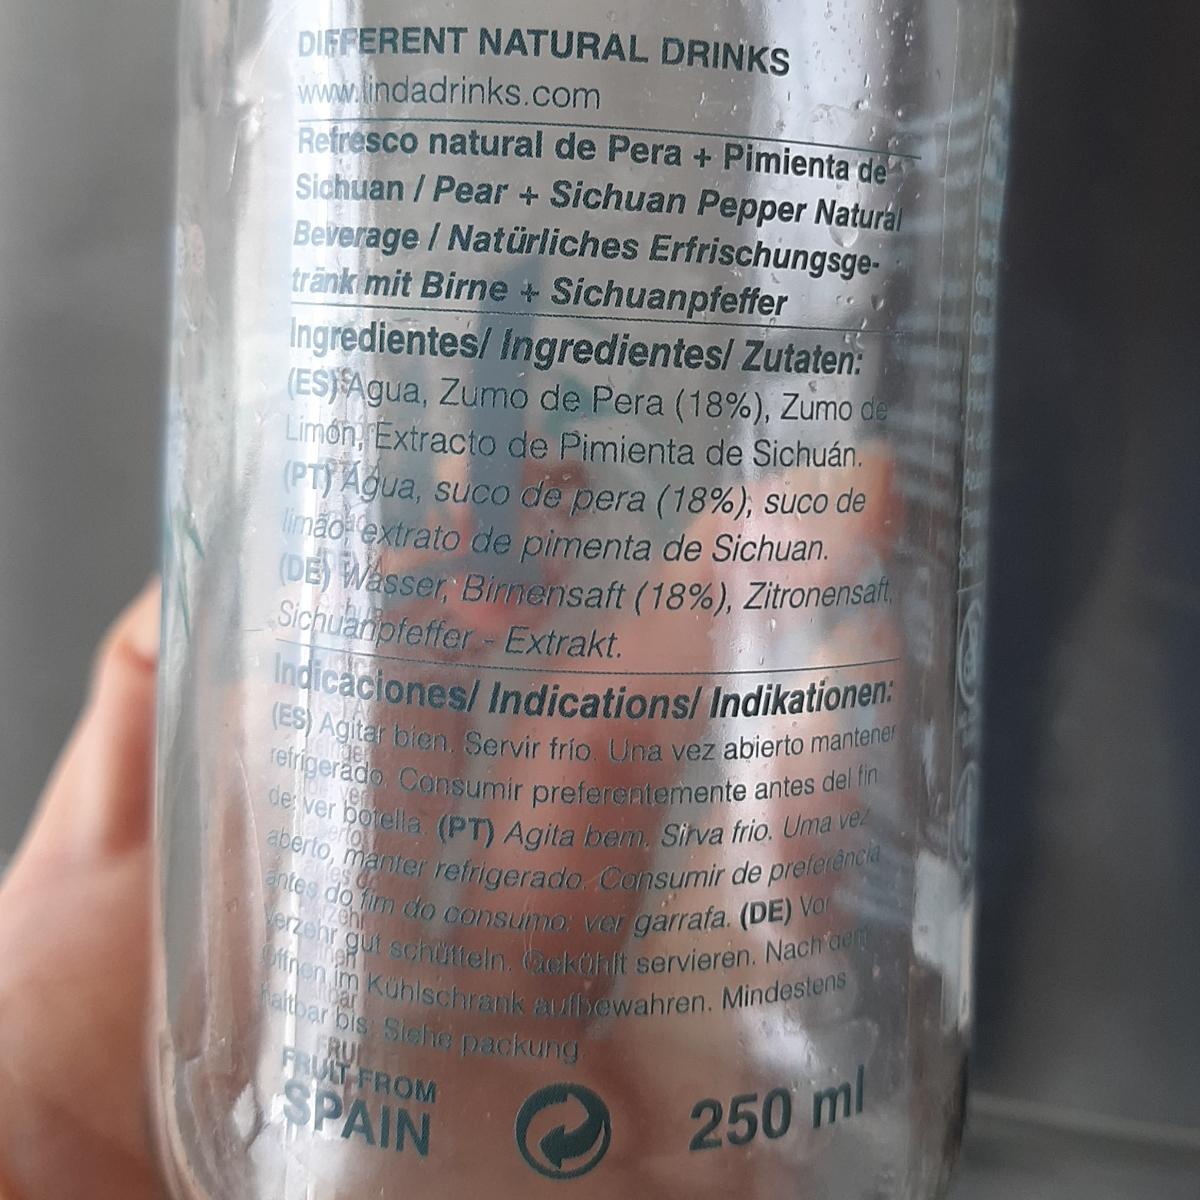 DIFFERENT NATURAL DRINKS
www.lindadrinks.com
Refresco natural de Pera + Pimienta de
Sichuan / Pear + Sichuan Pepper Natural
Beverage / Natürliches Erfrischungsge-
tränk mit Birne + Sichuanpfeffer
Ingredientes/ Ingredientes/ Zutaten:
(ES) Agua, Zumo de Pera (18%), Zumo de
Limón, Extracto de Pimienta de Sichuán.
(PT) Água, suco de pera (18%), suco de
limão, extrato de pimenta de Sichuan.
(DE) Wasser, Birnensaft (18%), Zitronensaft,
Sichuanpfeffer - Extrakt.
Indicaciones/ Indications/ Indikationen:
(ES) Agitar bien. Servir frío. Una vez abierto mantener
refrigerado. Consumir preferentemente antes del fin
de: ver botella. (PT) Agita bem. Sirva frio. Uma vez
aberto, manter refrigerado. Consumir de preferência
antes do fim do consumo: ver garrafa. (DE) Vor
Verzehr gut schütteln. Gekühlt servieren. Nach dem
Öffnen im Kühlschrank aufbewahren. Mindestens
haltbar bis: Siehe packung
FRUIT FROM
SPAIN
250 ml